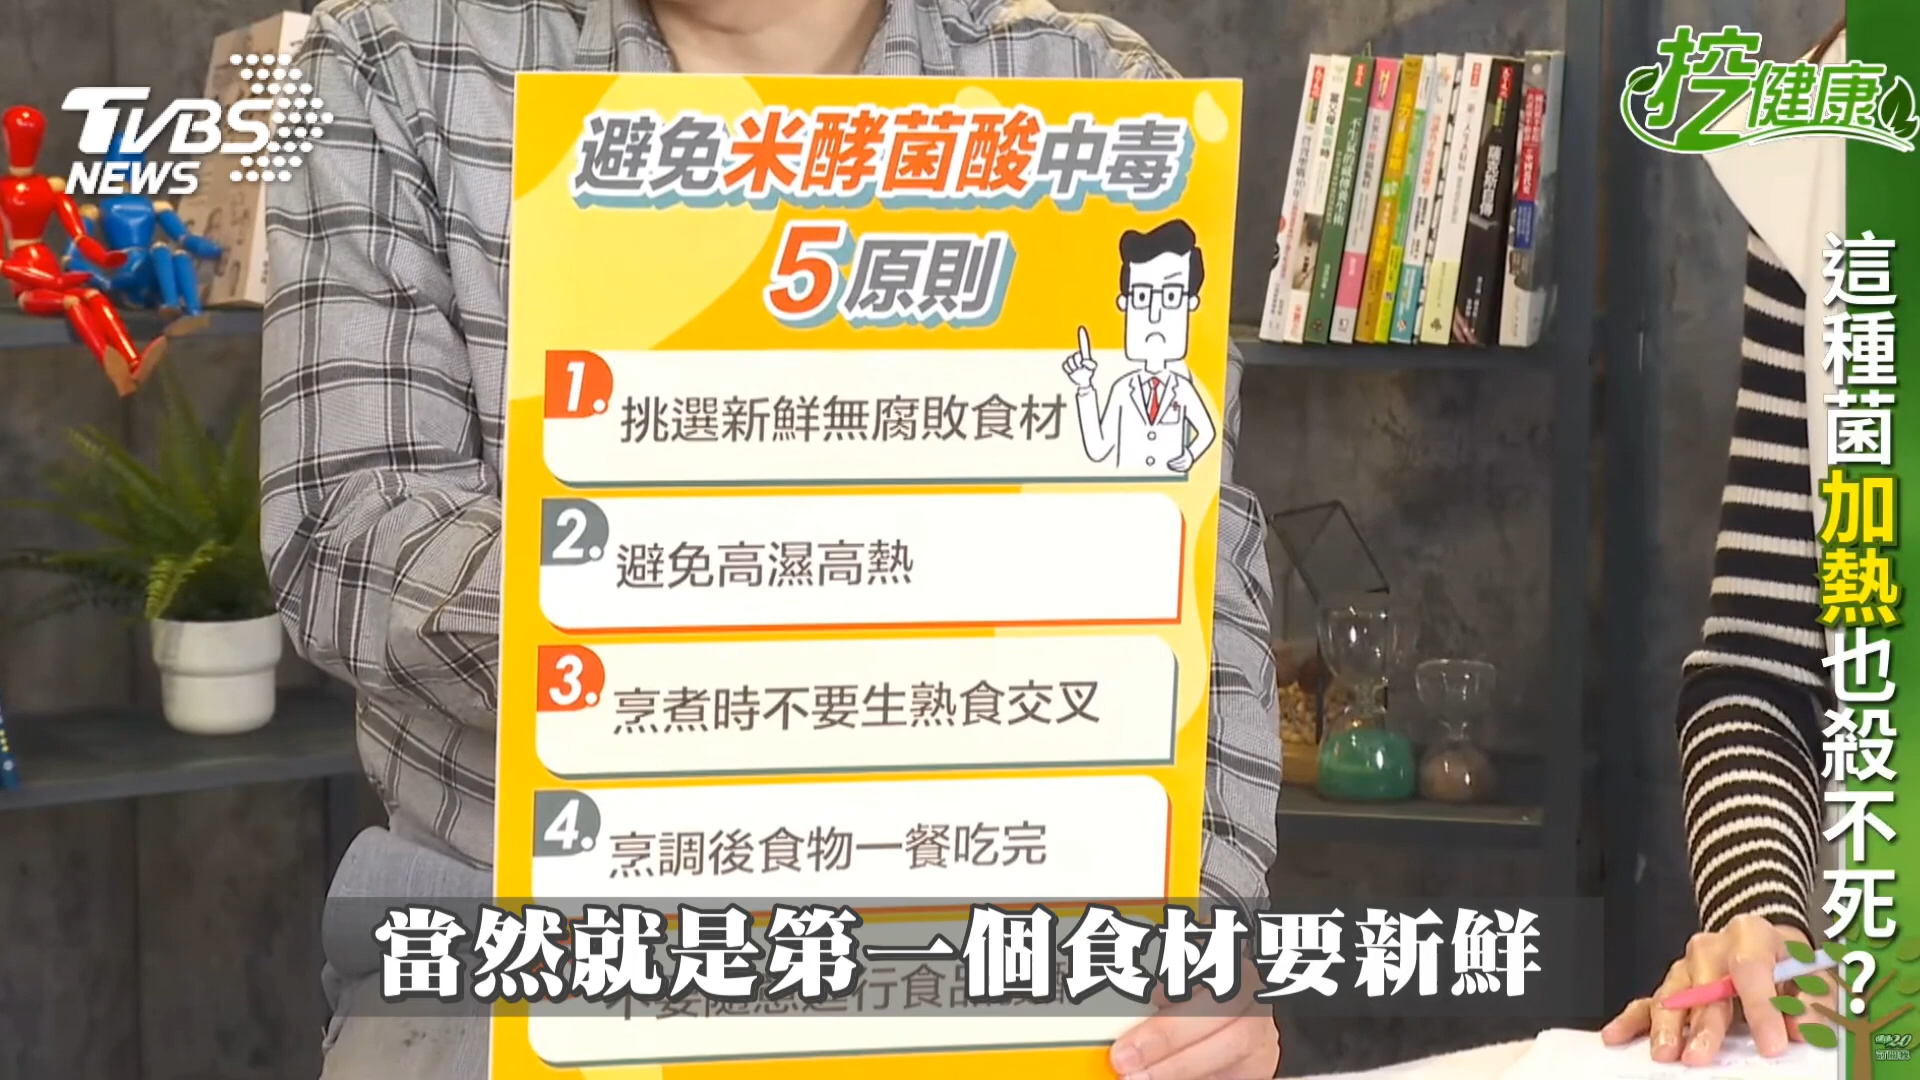 TVBS
NEWS
挖健康
避免米酵菌酸中毒
5原則
1. 挑選新鮮無腐敗食材
2. 避免高濕高熱
3. 烹煮時不要生熟食交叉
4. 烹調後食物一餐吃完
當然就是第一個食材要新鮮
這種菌加熱也殺不死？